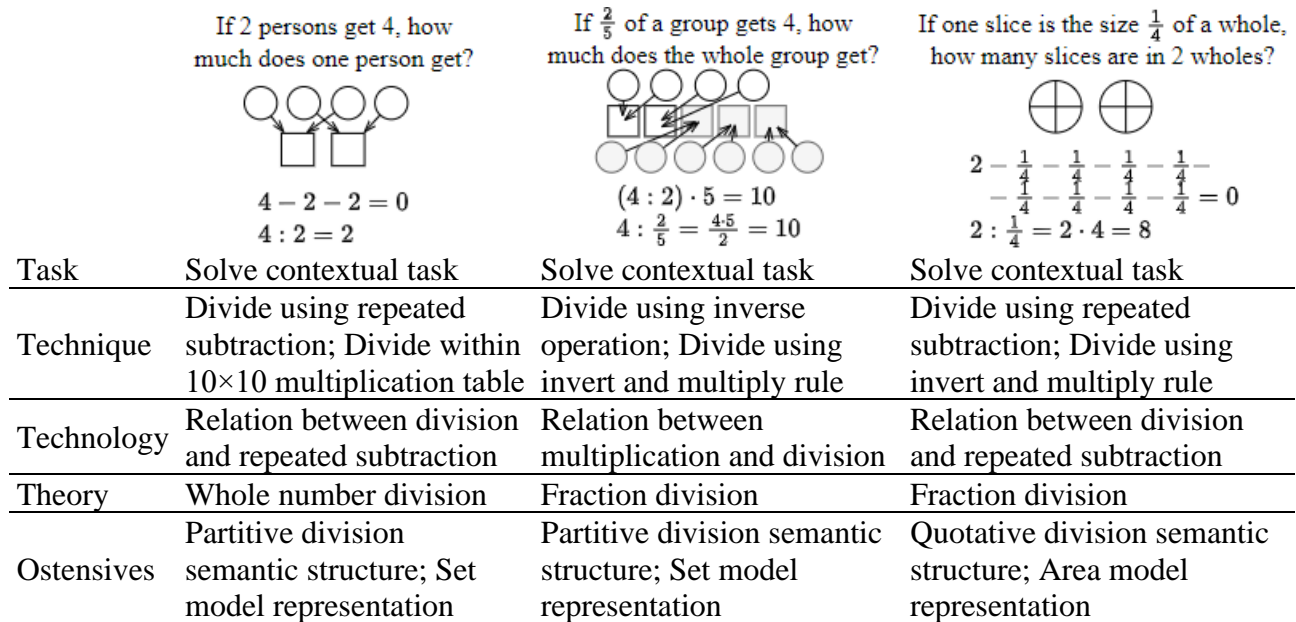 If 2 persons get 4, how
much does one person get?
4 − 2 − 2 = 0
4 : 2 = 2
If 2/5 of a group gets 4, how
much does the whole group get?
(4 : 2) · 5 = 10
4 : 2/5 = 4·5/2 = 10
If one slice is the size 1/4 of a whole,
how many slices are in 2 wholes?
2 − 1/4 − 1/4 − 1/4 − 1/4 −
− 1/4 − 1/4 − 1/4 − 1/4 = 0
2 : 1/4 = 2 · 4 = 8
Task
Solve contextual task
Solve contextual task
Solve contextual task
Technique
Divide using repeated
subtraction; Divide within
10×10 multiplication table
Divide using inverse
operation; Divide using
invert and multiply rule
Divide using repeated
subtraction; Divide using
invert and multiply rule
Technology
Relation between division
and repeated subtraction
Relation between
multiplication and division
Relation between division
and repeated subtraction
Theory
Whole number division
Fraction division
Fraction division
Ostensives
Partitive division
semantic structure; Set
model representation
Partitive division semantic
structure; Set model
representation
Quotative division semantic
structure; Area model
representation